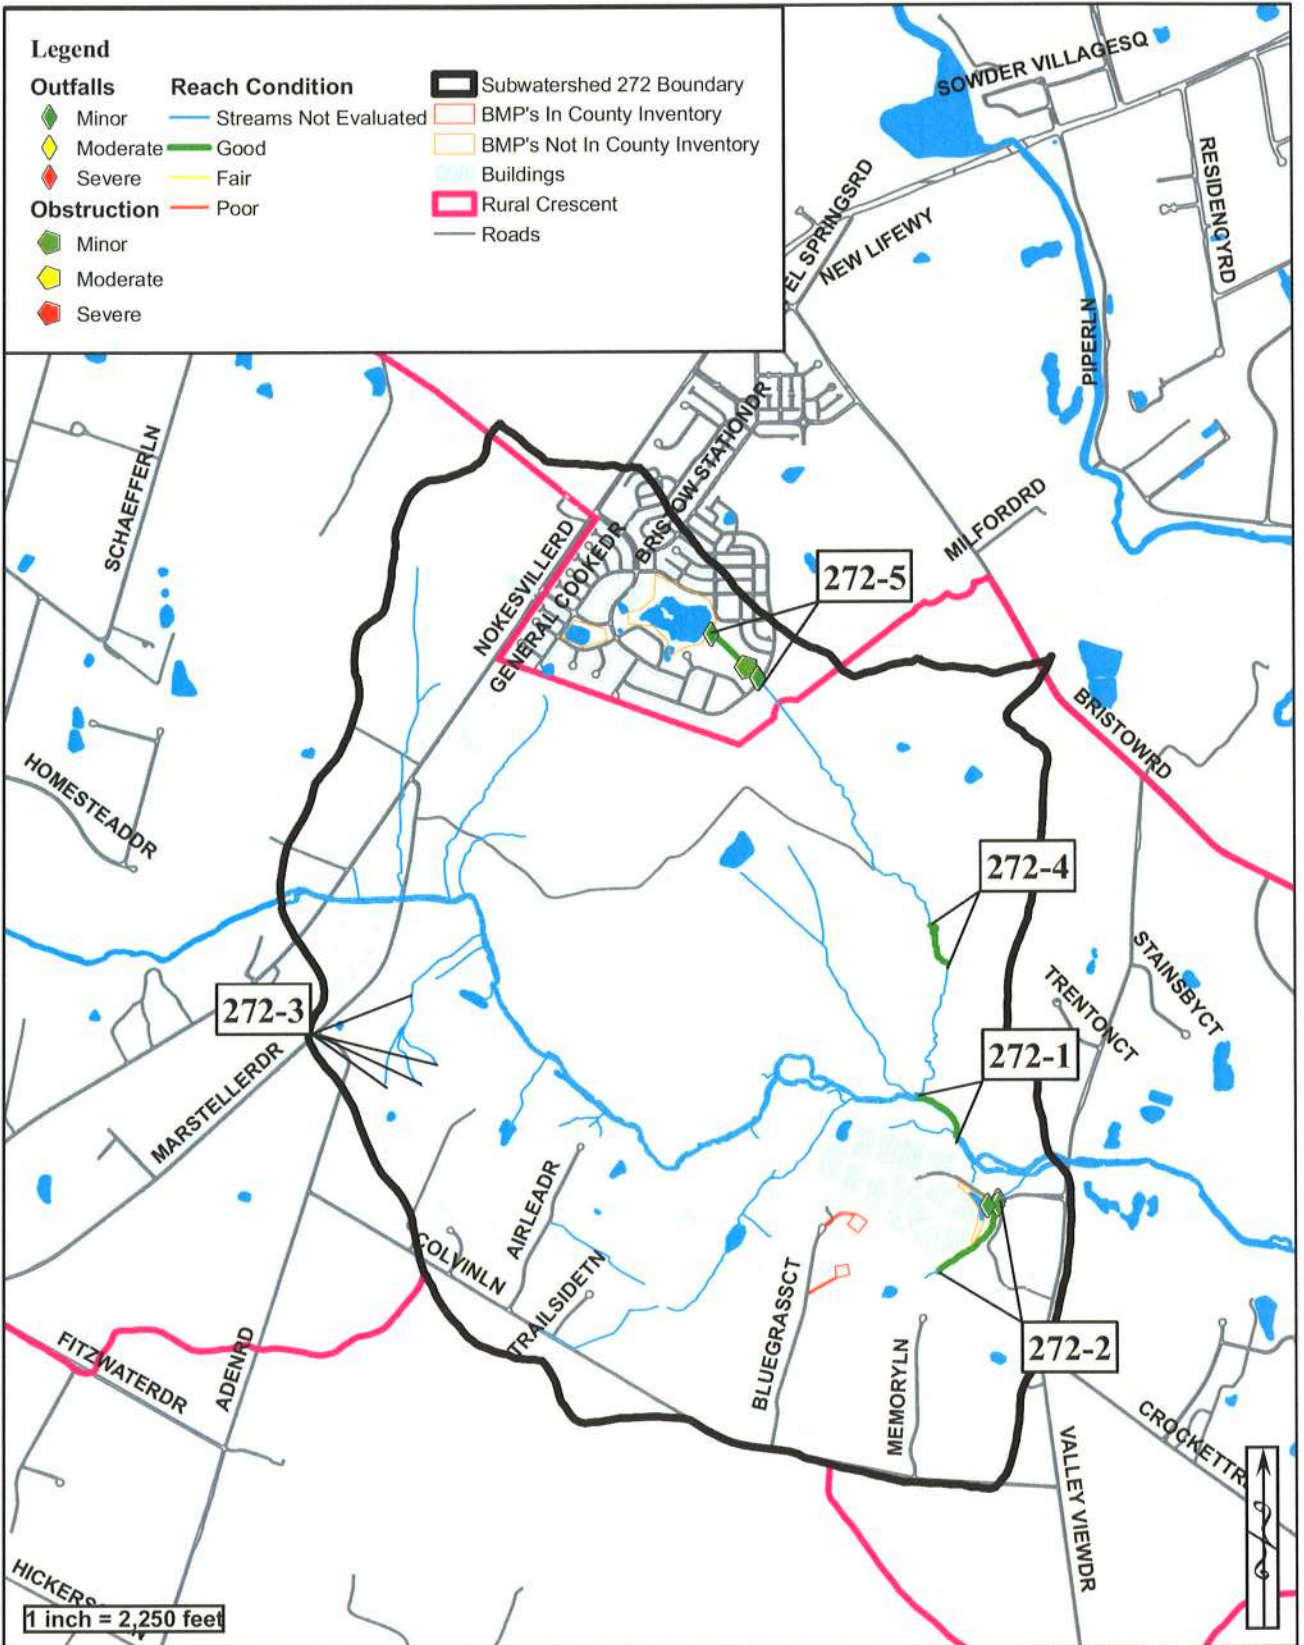 Legend
Outfalls
Minor
Moderate
Severe
Obstruction
Minor
Moderate
Severe
Reach Condition
Streams Not Evaluated
Good
Fair
Poor
Subwatershed 272 Boundary
BMP's In County Inventory
BMP's Not In County Inventory
Buildings
Rural Crescent
Roads
SOWDER VILLAGESQ
RESIDENCYRD
EL SPRINGSRD
NEW LIFEWY
PIPERLN
SCHAEFFERLN
BRISTOW STATIONDR
MILFORDRD
NOKESVILLERD
GENERAL COOKEDR
272-5
BRISTOWRD
HOMESTEADDR
272-4
STAINSBYCT
TRENTONCT
272-3
272-1
MARSTELLERDR
AIRLEADR
COLVINLN
TRAILSIDETN
BLUEGRASSCT
MEMORYLN
272-2
FITZWATERDR
ADENRD
CROCKETTR
VALLEY VIEWDR
HICKERS
1 inch = 2,250 feet